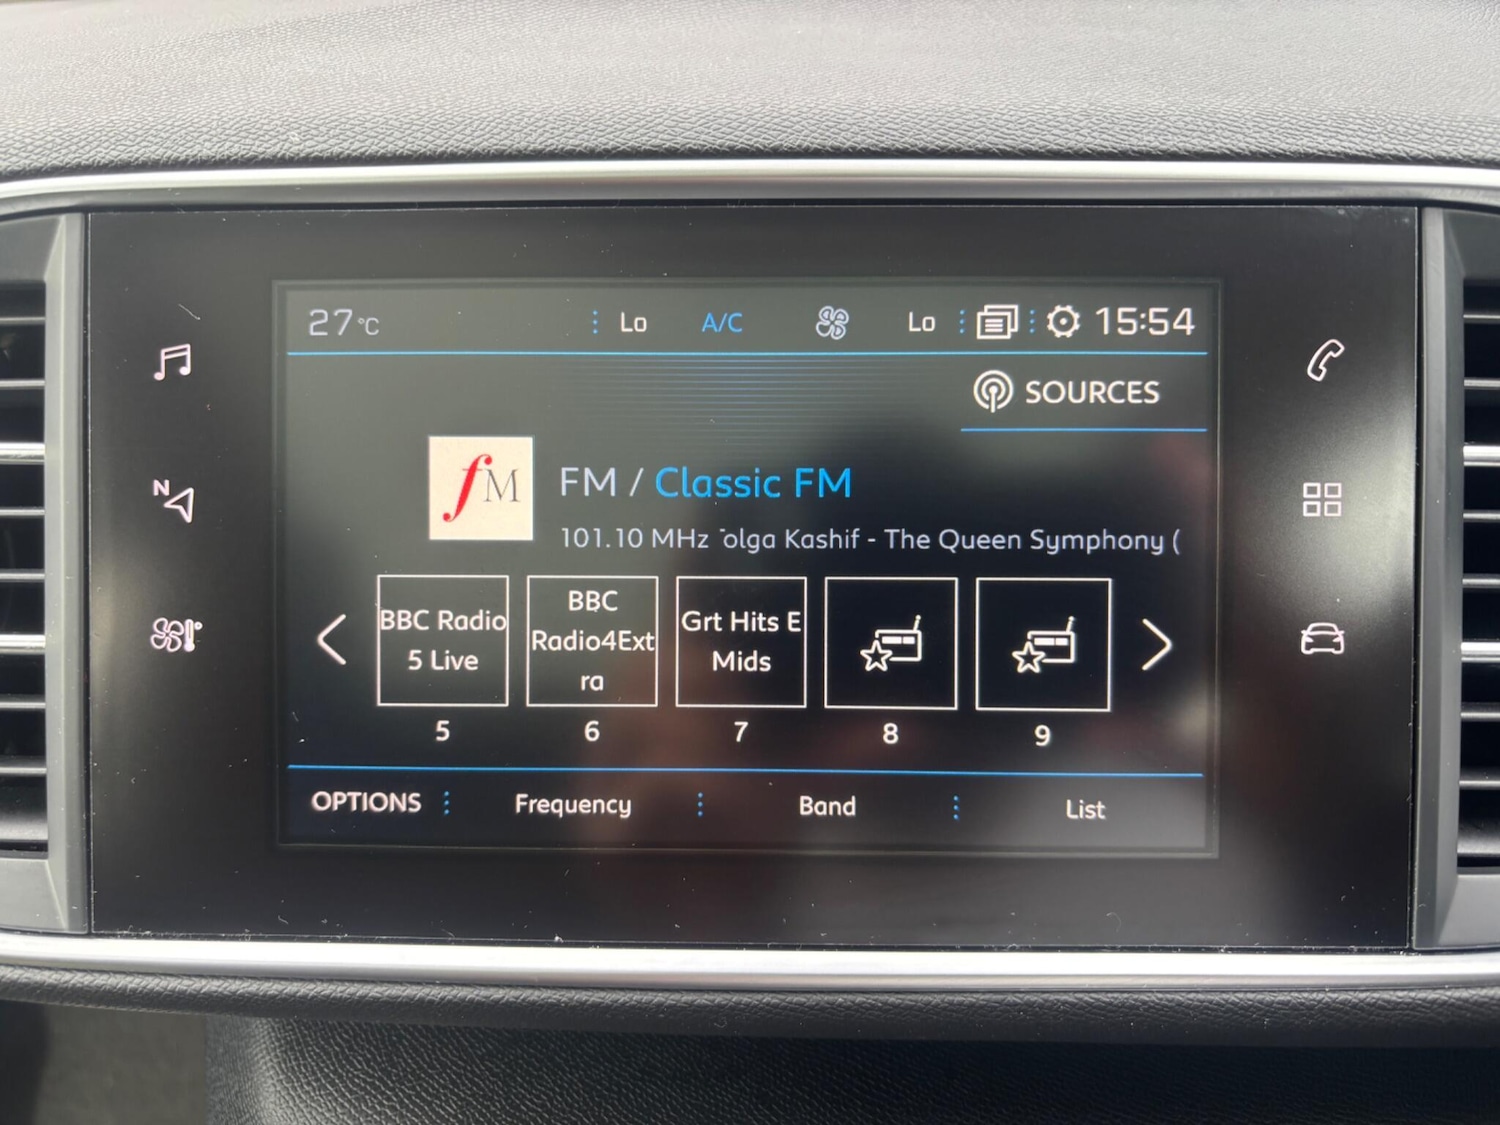 27°C Lo A/C Lo 15:54
SOURCES
fM
FM / Classic FM
101.10 MHz olga Kashif - The Queen Symphony (
N
BBC Radio
5 Live
BBC
Radio4Ext
ra
Grt Hits E
Mids
5 6 7 8 9
OPTIONS Frequency Band List